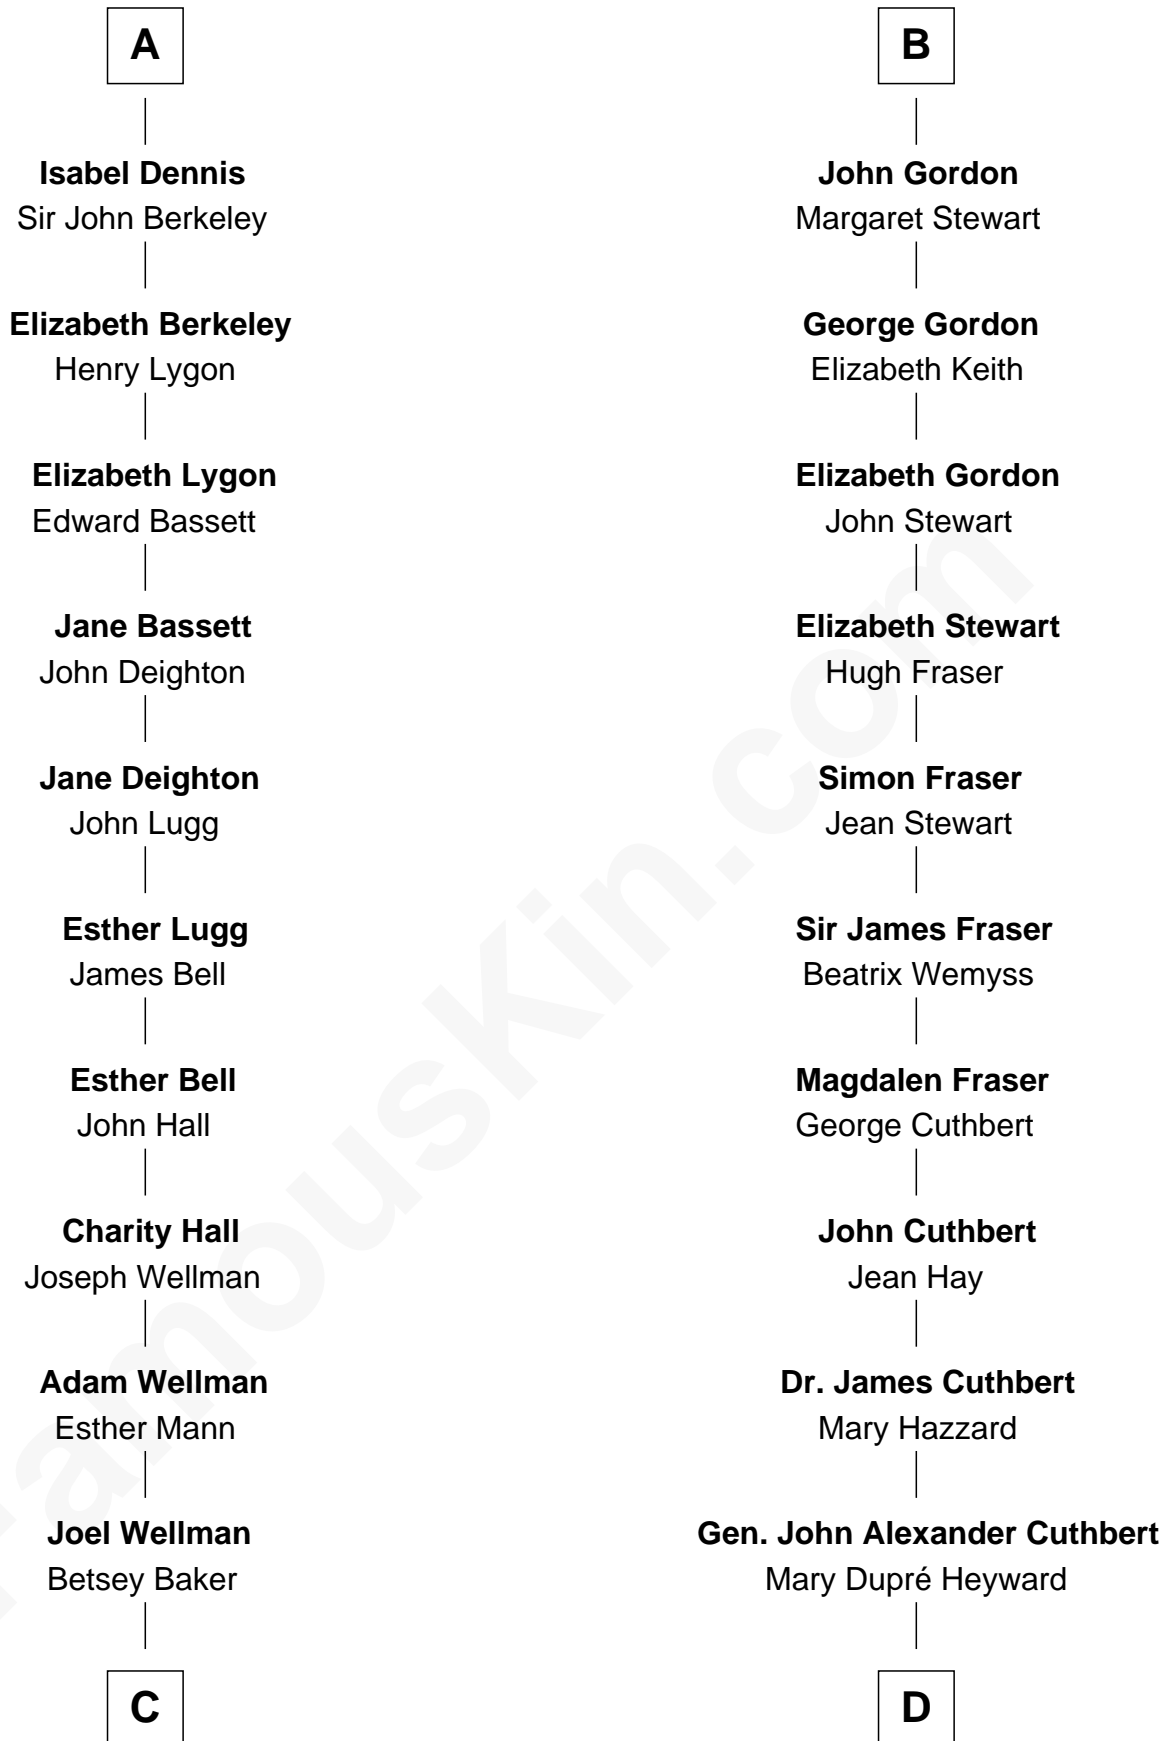 A
Isabel Dennis
Sir John Berkeley
Elizabeth Berkeley
Henry Lygon
Elizabeth Lygon
Edward Bassett
Jane Bassett
John Deighton
Jane Deighton
John Lugg
Esther Lugg
James Bell
Esther Bell
John Hall
Charity Hall
Joseph Wellman
Adam Wellman
Esther Mann
Joel Wellman
Betsey Baker
C
B
John Gordon
Margaret Stewart
George Gordon
Elizabeth Keith
Elizabeth Gordon
John Stewart
Elizabeth Stewart
Hugh Fraser
Simon Fraser
Jean Stewart
Sir James Fraser
Beatrix Wemyss
Magdalen Fraser
George Cuthbert
John Cuthbert
Jean Hay
Dr. James Cuthbert
Mary Hazzard
Gen. John Alexander Cuthbert
Mary Dupré Heyward
D
FamousKin.com